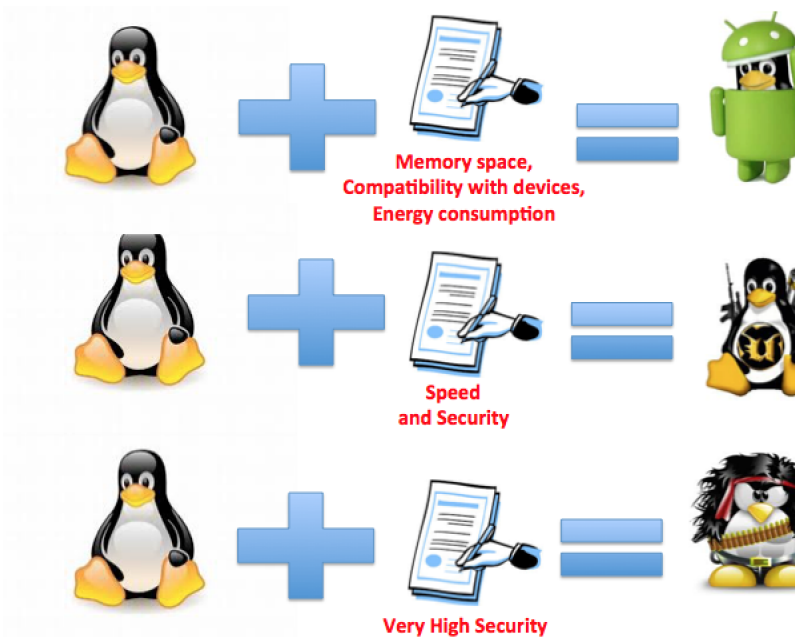 Memory space,
Compatibility with devices,
Energy consumption
Speed
and Security
Very High Security